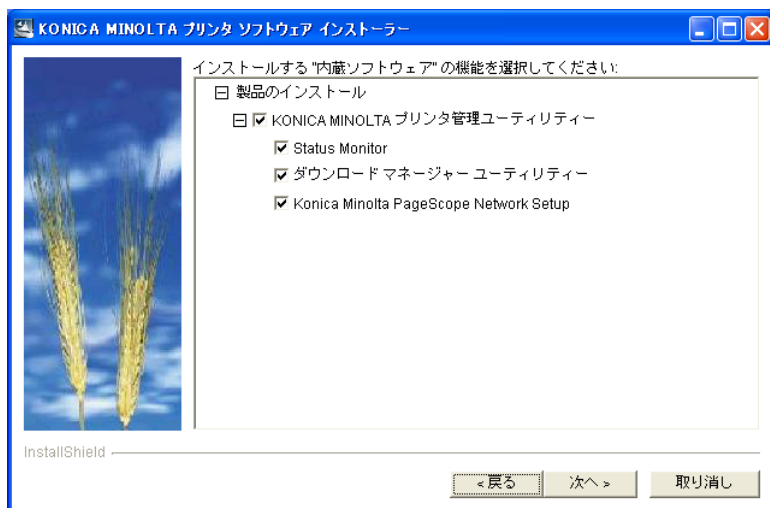 KONICA MINOLTA プリンタ ソフトウェア インストーラー
インストールする "内蔵ソフトウェア" の機能を選択してください:
製品のインストール
KONICA MINOLTA プリンタ管理ユーティリティー
Status Monitor
ダウンロード マネージャー ユーティリティー
Konica Minolta PageScope Network Setup
InstallShield
< 戻る
次へ >
取り消し